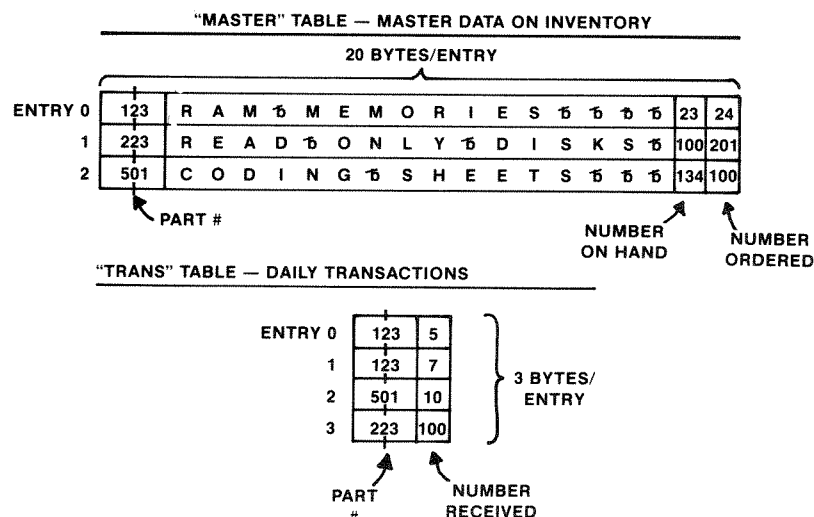 “MASTER” TABLE — MASTER DATA ON INVENTORY
20 BYTES/ENTRY
ENTRY 0 123 R A M ƀ M E M O R I E S ƀ ƀ ƀ ƀ 23 24
1 223 R E A D ƀ O N L Y ƀ D I S K S ƀ 100 201
2 501 C O D I N G ƀ S H E E T S ƀ ƀ ƀ 134 100
PART #
NUMBER
ON HAND
NUMBER
ORDERED
“TRANS” TABLE — DAILY TRANSACTIONS
ENTRY 0 123 5
1 123 7
2 501 10
3 223 100
3 BYTES/
ENTRY
PART
#
NUMBER
RECEIVED